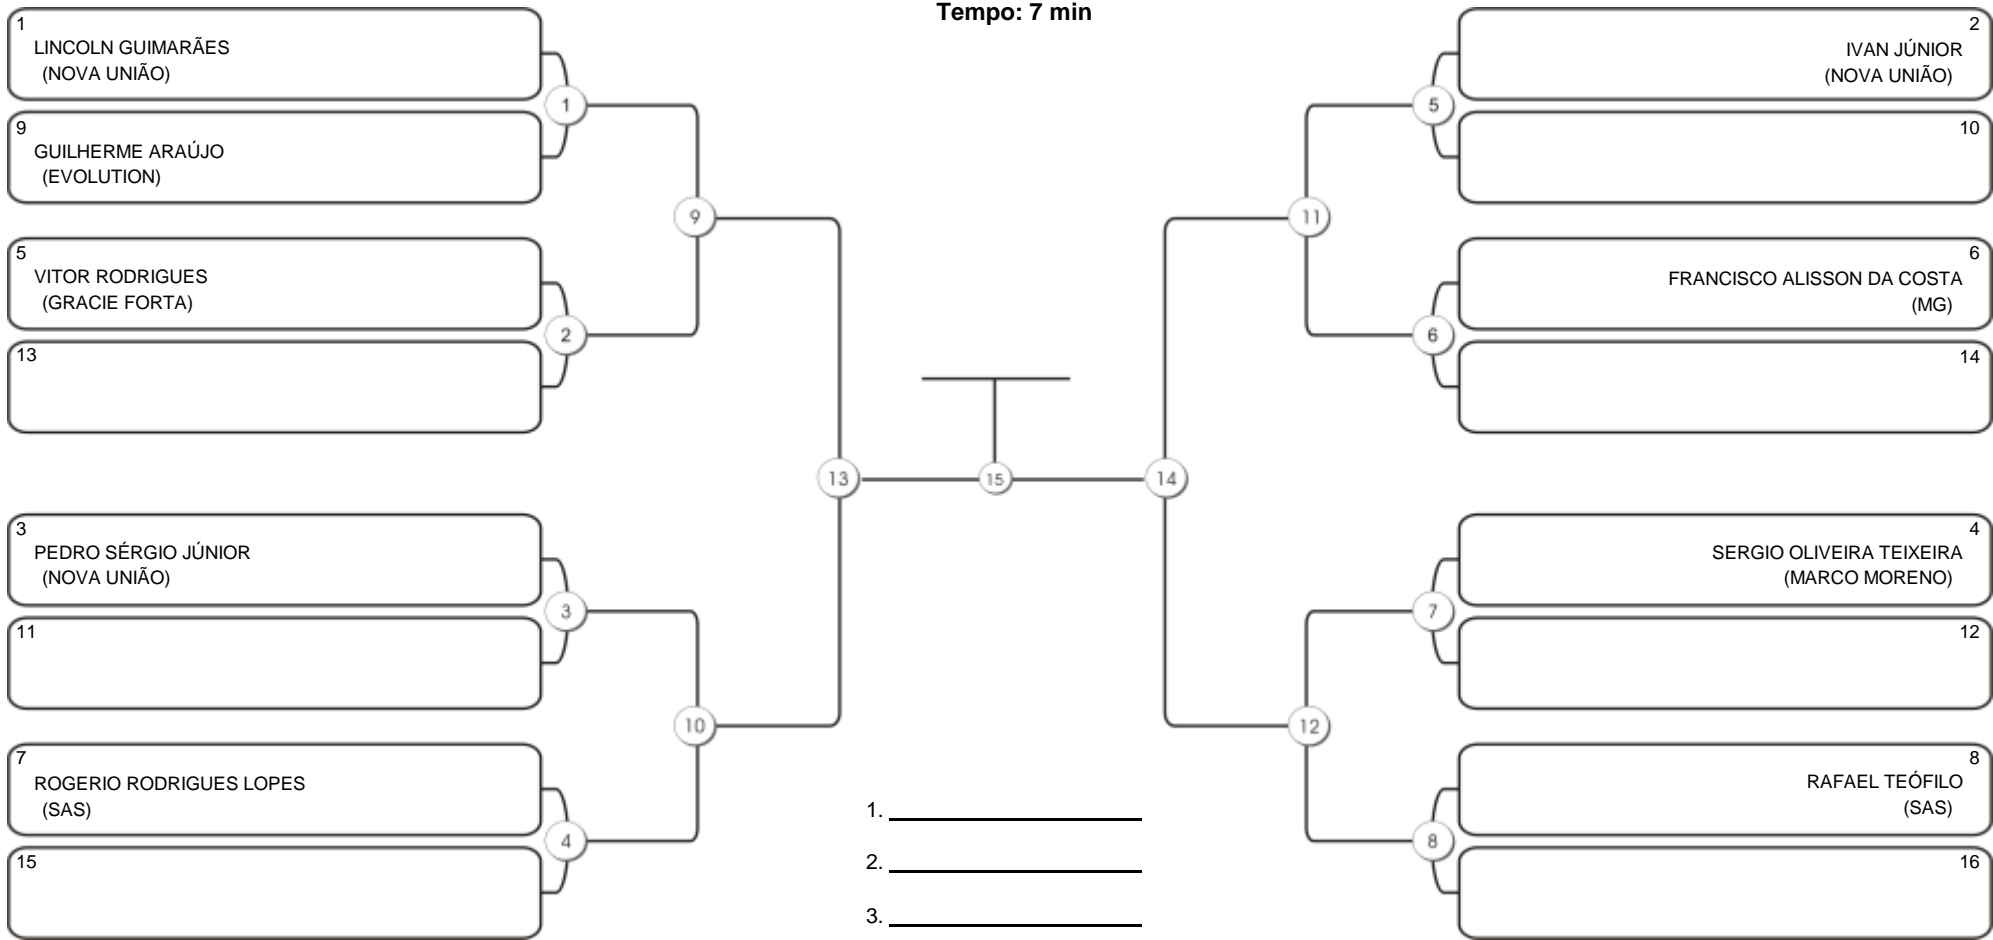 Tempo: 7 min
1
LINCOLN GUIMARÃES
(NOVA UNIÃO)
9
GUILHERME ARAÚJO
(EVOLUTION)
5
VITOR RODRIGUES
(GRACIE FORTA)
13
3
PEDRO SÉRGIO JÚNIOR
(NOVA UNIÃO)
11
7
ROGERIO RODRIGUES LOPES
(SAS)
15
1
2
3
4
9
10
13
15
14
11
12
5
6
7
8
2
IVAN JÚNIOR
(NOVA UNIÃO)
10
6
FRANCISCO ALISSON DA COSTA
(MG)
14
4
SERGIO OLIVEIRA TEIXEIRA
(MARCO MORENO)
12
8
RAFAEL TEÓFILO
(SAS)
16
1.
2.
3.